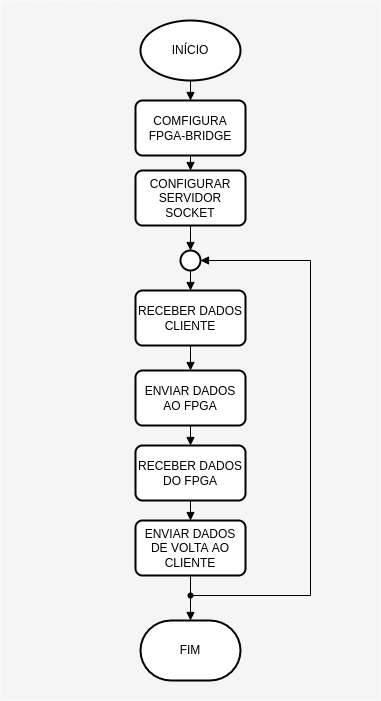 INÍCIO
COMFIGURA
FPGA-BRIDGE
CONFIGURAR
SERVIDOR
SOCKET
RECEBER DADOS
CLIENTE
ENVIAR DADOS
AO FPGA
RECEBER DADOS
DO FPGA
ENVIAR DADOS
DE VOLTA AO
CLIENTE
FIM